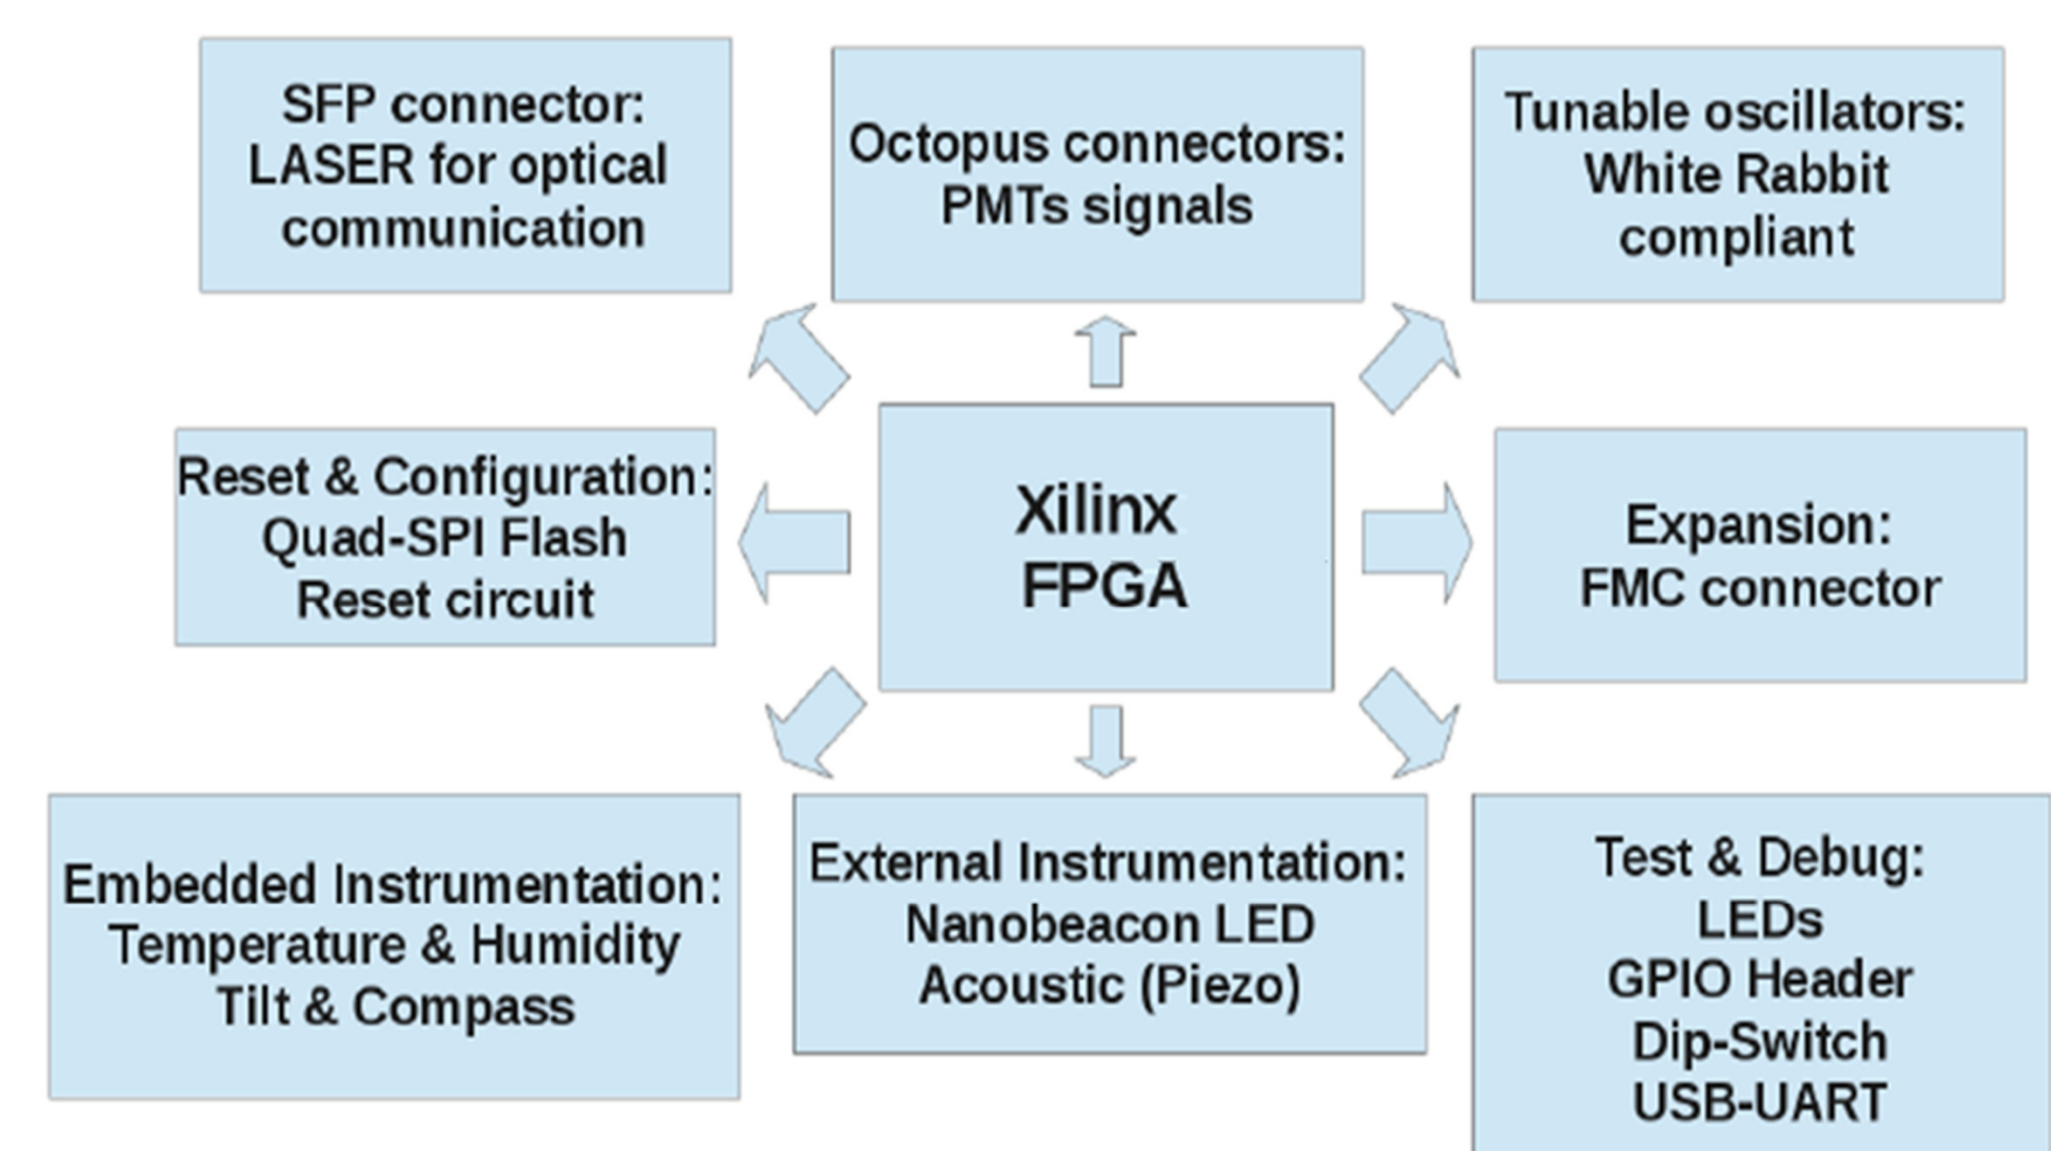 SFP connector:
LASER for optical
communication
Octopus connectors:
PMTs signals
Tunable oscillators:
White Rabbit
compliant
Reset & Configuration:
Quad-SPI Flash
Reset circuit
Xilinx
FPGA
Expansion:
FMC connector
Embedded Instrumentation:
Temperature & Humidity
Tilt & Compass
External Instrumentation:
Nanobeacon LED
Acoustic (Piezo)
Test & Debug:
LEDs
GPIO Header
Dip-Switch
USB-UART